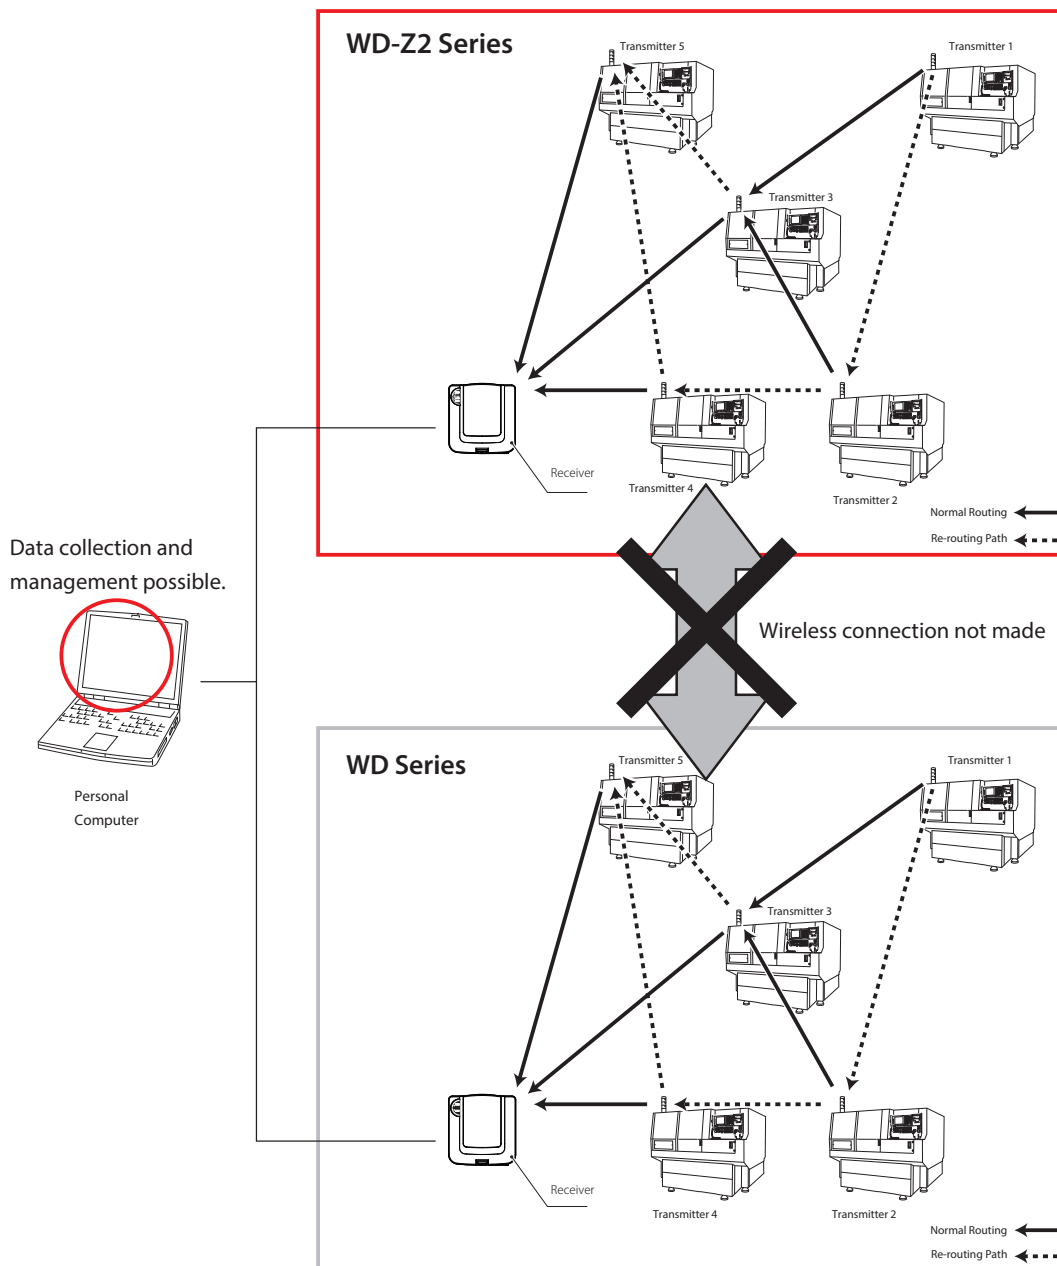 WD-Z2 Series
Transmitter 5
Transmitter 1
Transmitter 3
Receiver
Transmitter 4
Transmitter 2
Normal Routing
Re-routing Path
Data collection and
management possible.
Personal
Computer
Wireless connection not made
WD Series
Transmitter 5
Transmitter 1
Transmitter 3
Receiver
Transmitter 4
Transmitter 2
Normal Routing
Re-routing Path